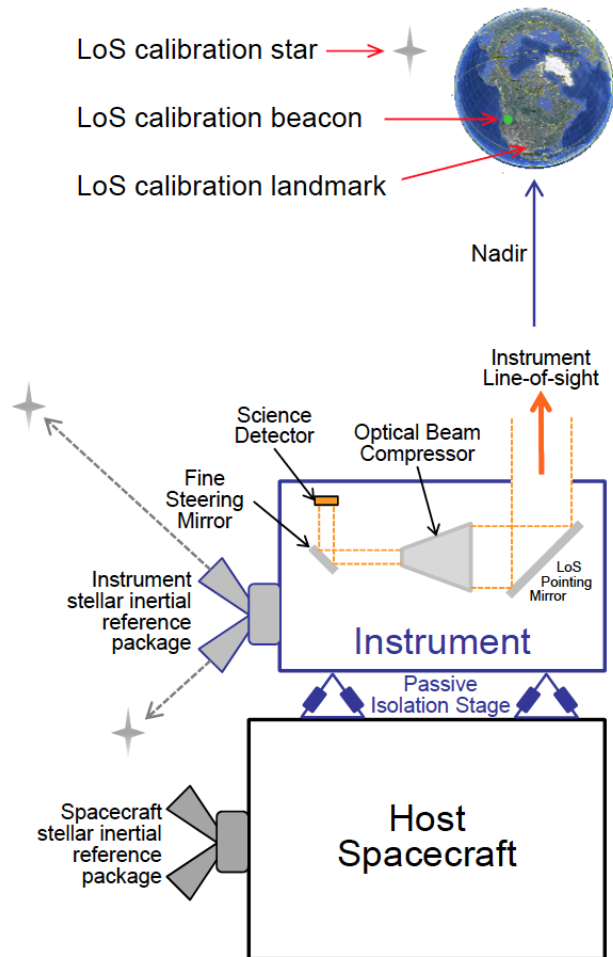 LoS calibration star
LoS calibration beacon
LoS calibration landmark
Nadir
Instrument
Line-of-sight
Science
Detector
Optical Beam
Compressor
Fine
Steering
Mirror
LoS
Pointing
Mirror
Instrument
stellar inertial
reference
package
Instrument
Passive
Isolation Stage
Spacecraft
stellar inertial
reference
package
Host
Spacecraft